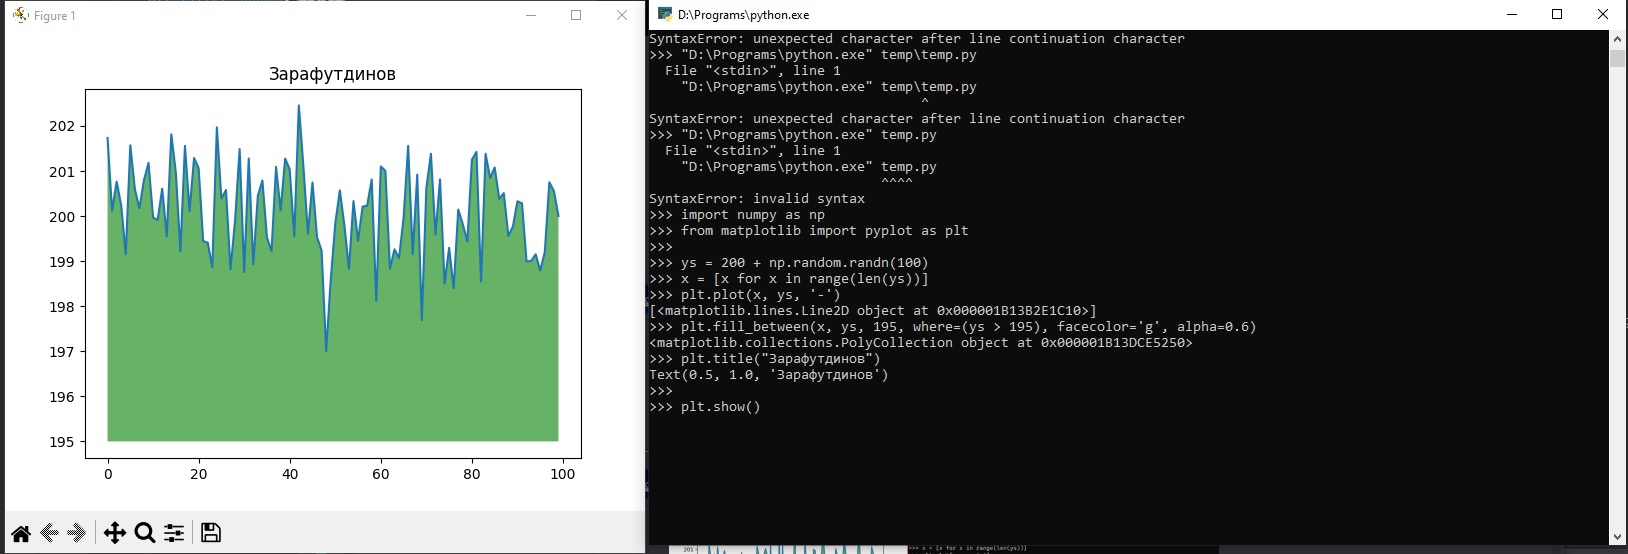 Figure 1
Зарафутдинов
202
201
200
199
198
197
196
195
0 20 40 60 80 100
D:\Programs\python.exe
SyntaxError: unexpected character after line continuation character
>>> "D:\Programs\python.exe" temp\temp.py
  File "<stdin>", line 1
    "D:\Programs\python.exe" temp\temp.py
                                  ^
SyntaxError: unexpected character after line continuation character
>>> "D:\Programs\python.exe" temp.py
  File "<stdin>", line 1
    "D:\Programs\python.exe" temp.py
                             ^^^^
SyntaxError: invalid syntax
>>> import numpy as np
>>> from matplotlib import pyplot as plt
>>>
>>> ys = 200 + np.random.randn(100)
>>> x = [x for x in range(len(ys))]
>>> plt.plot(x, ys, '-')
[<matplotlib.lines.Line2D object at 0x000001B13B2E1C10>]
>>> plt.fill_between(x, ys, 195, where=(ys > 195), facecolor='g', alpha=0.6)
<matplotlib.collections.PolyCollection object at 0x000001B13DCE5250>
>>> plt.title("Зарафутдинов")
Text(0.5, 1.0, 'Зарафутдинов')
>>>
>>> plt.show()
201
>>> x = [x for x in range(len(ys))]